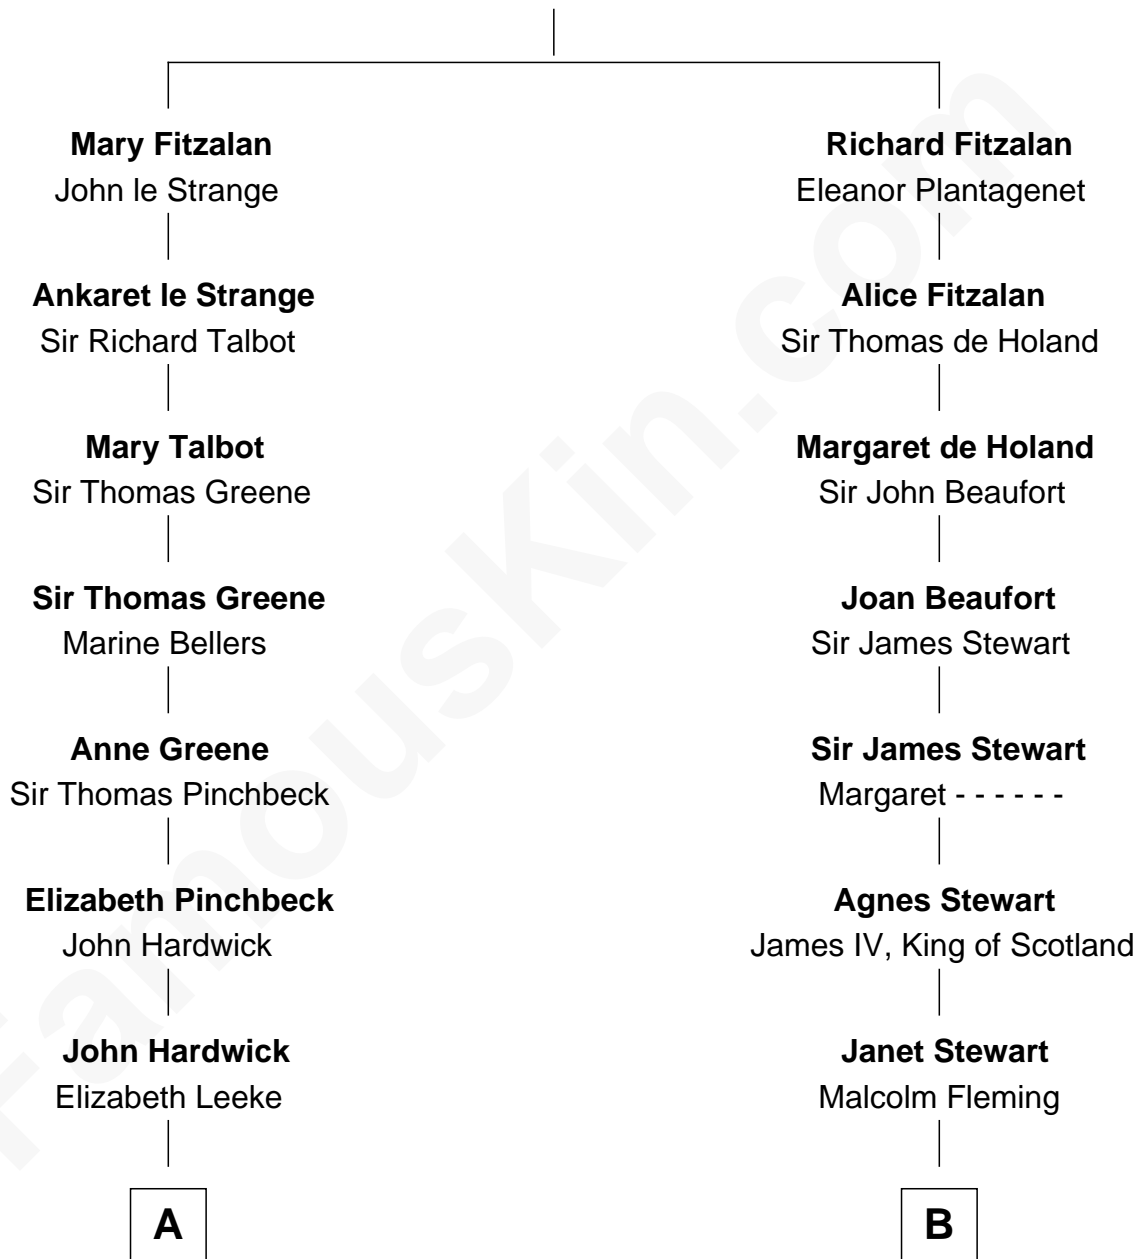 Mary Fitzalan
John le Strange
Ankaret le Strange
Sir Richard Talbot
Mary Talbot
Sir Thomas Greene
Sir Thomas Greene
Marine Bellers
Anne Greene
Sir Thomas Pinchbeck
Elizabeth Pinchbeck
John Hardwick
John Hardwick
Elizabeth Leeke
A
Richard Fitzalan
Eleanor Plantagenet
Alice Fitzalan
Sir Thomas de Holand
Margaret de Holand
Sir John Beaufort
Joan Beaufort
Sir James Stewart
Sir James Stewart
Margaret - - - - - -
Agnes Stewart
James IV, King of Scotland
Janet Stewart
Malcolm Fleming
B
FamousKin.com